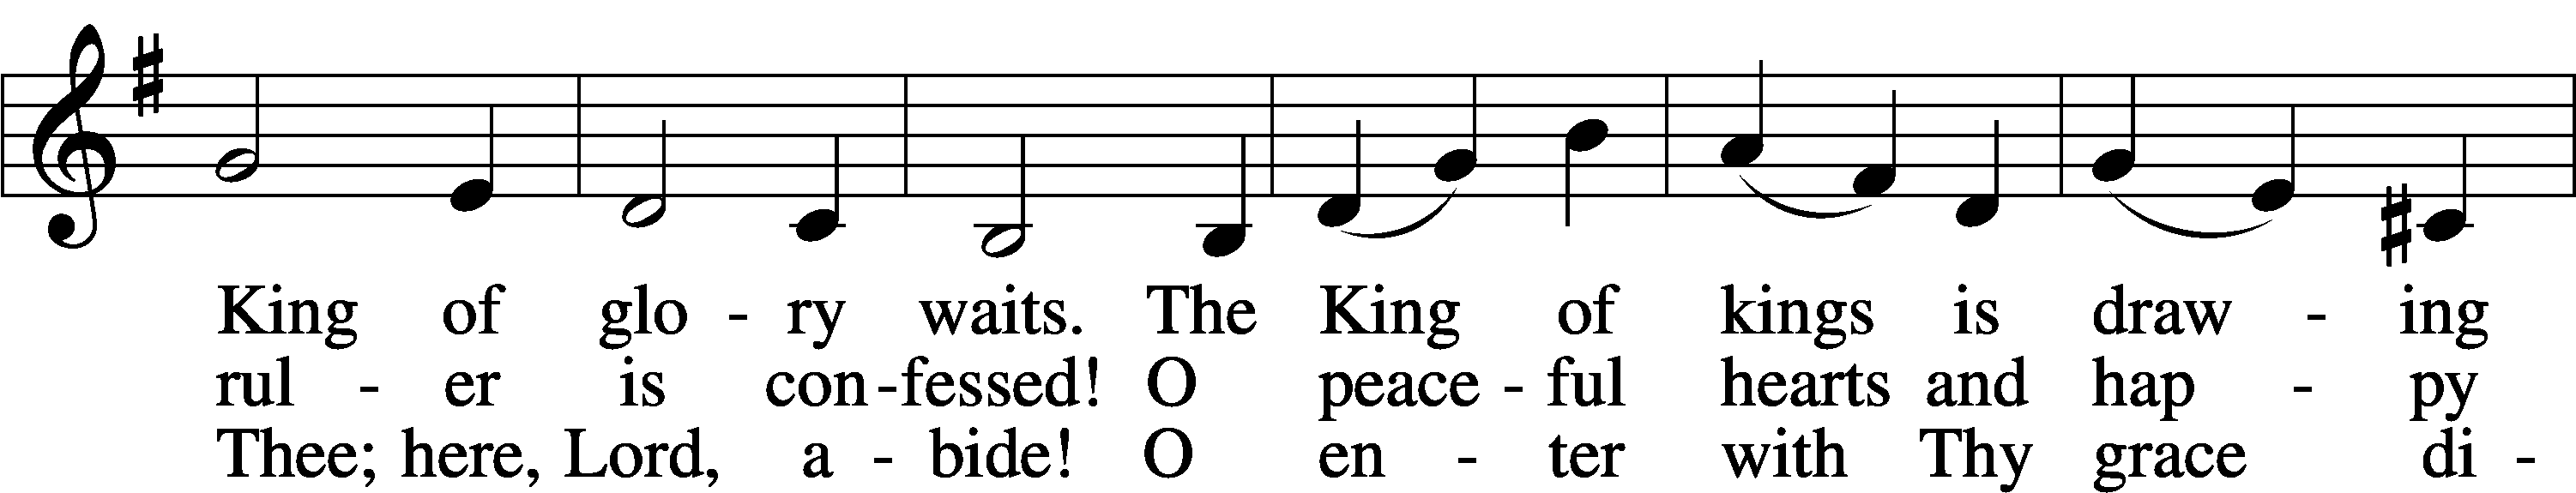 King of glo - ry waits. The King of kings is draw - ing
rul - er is con - fessed! O peace - ful hearts and hap - py
Thee; here, Lord, a - bide! O en - ter with Thy grace di -